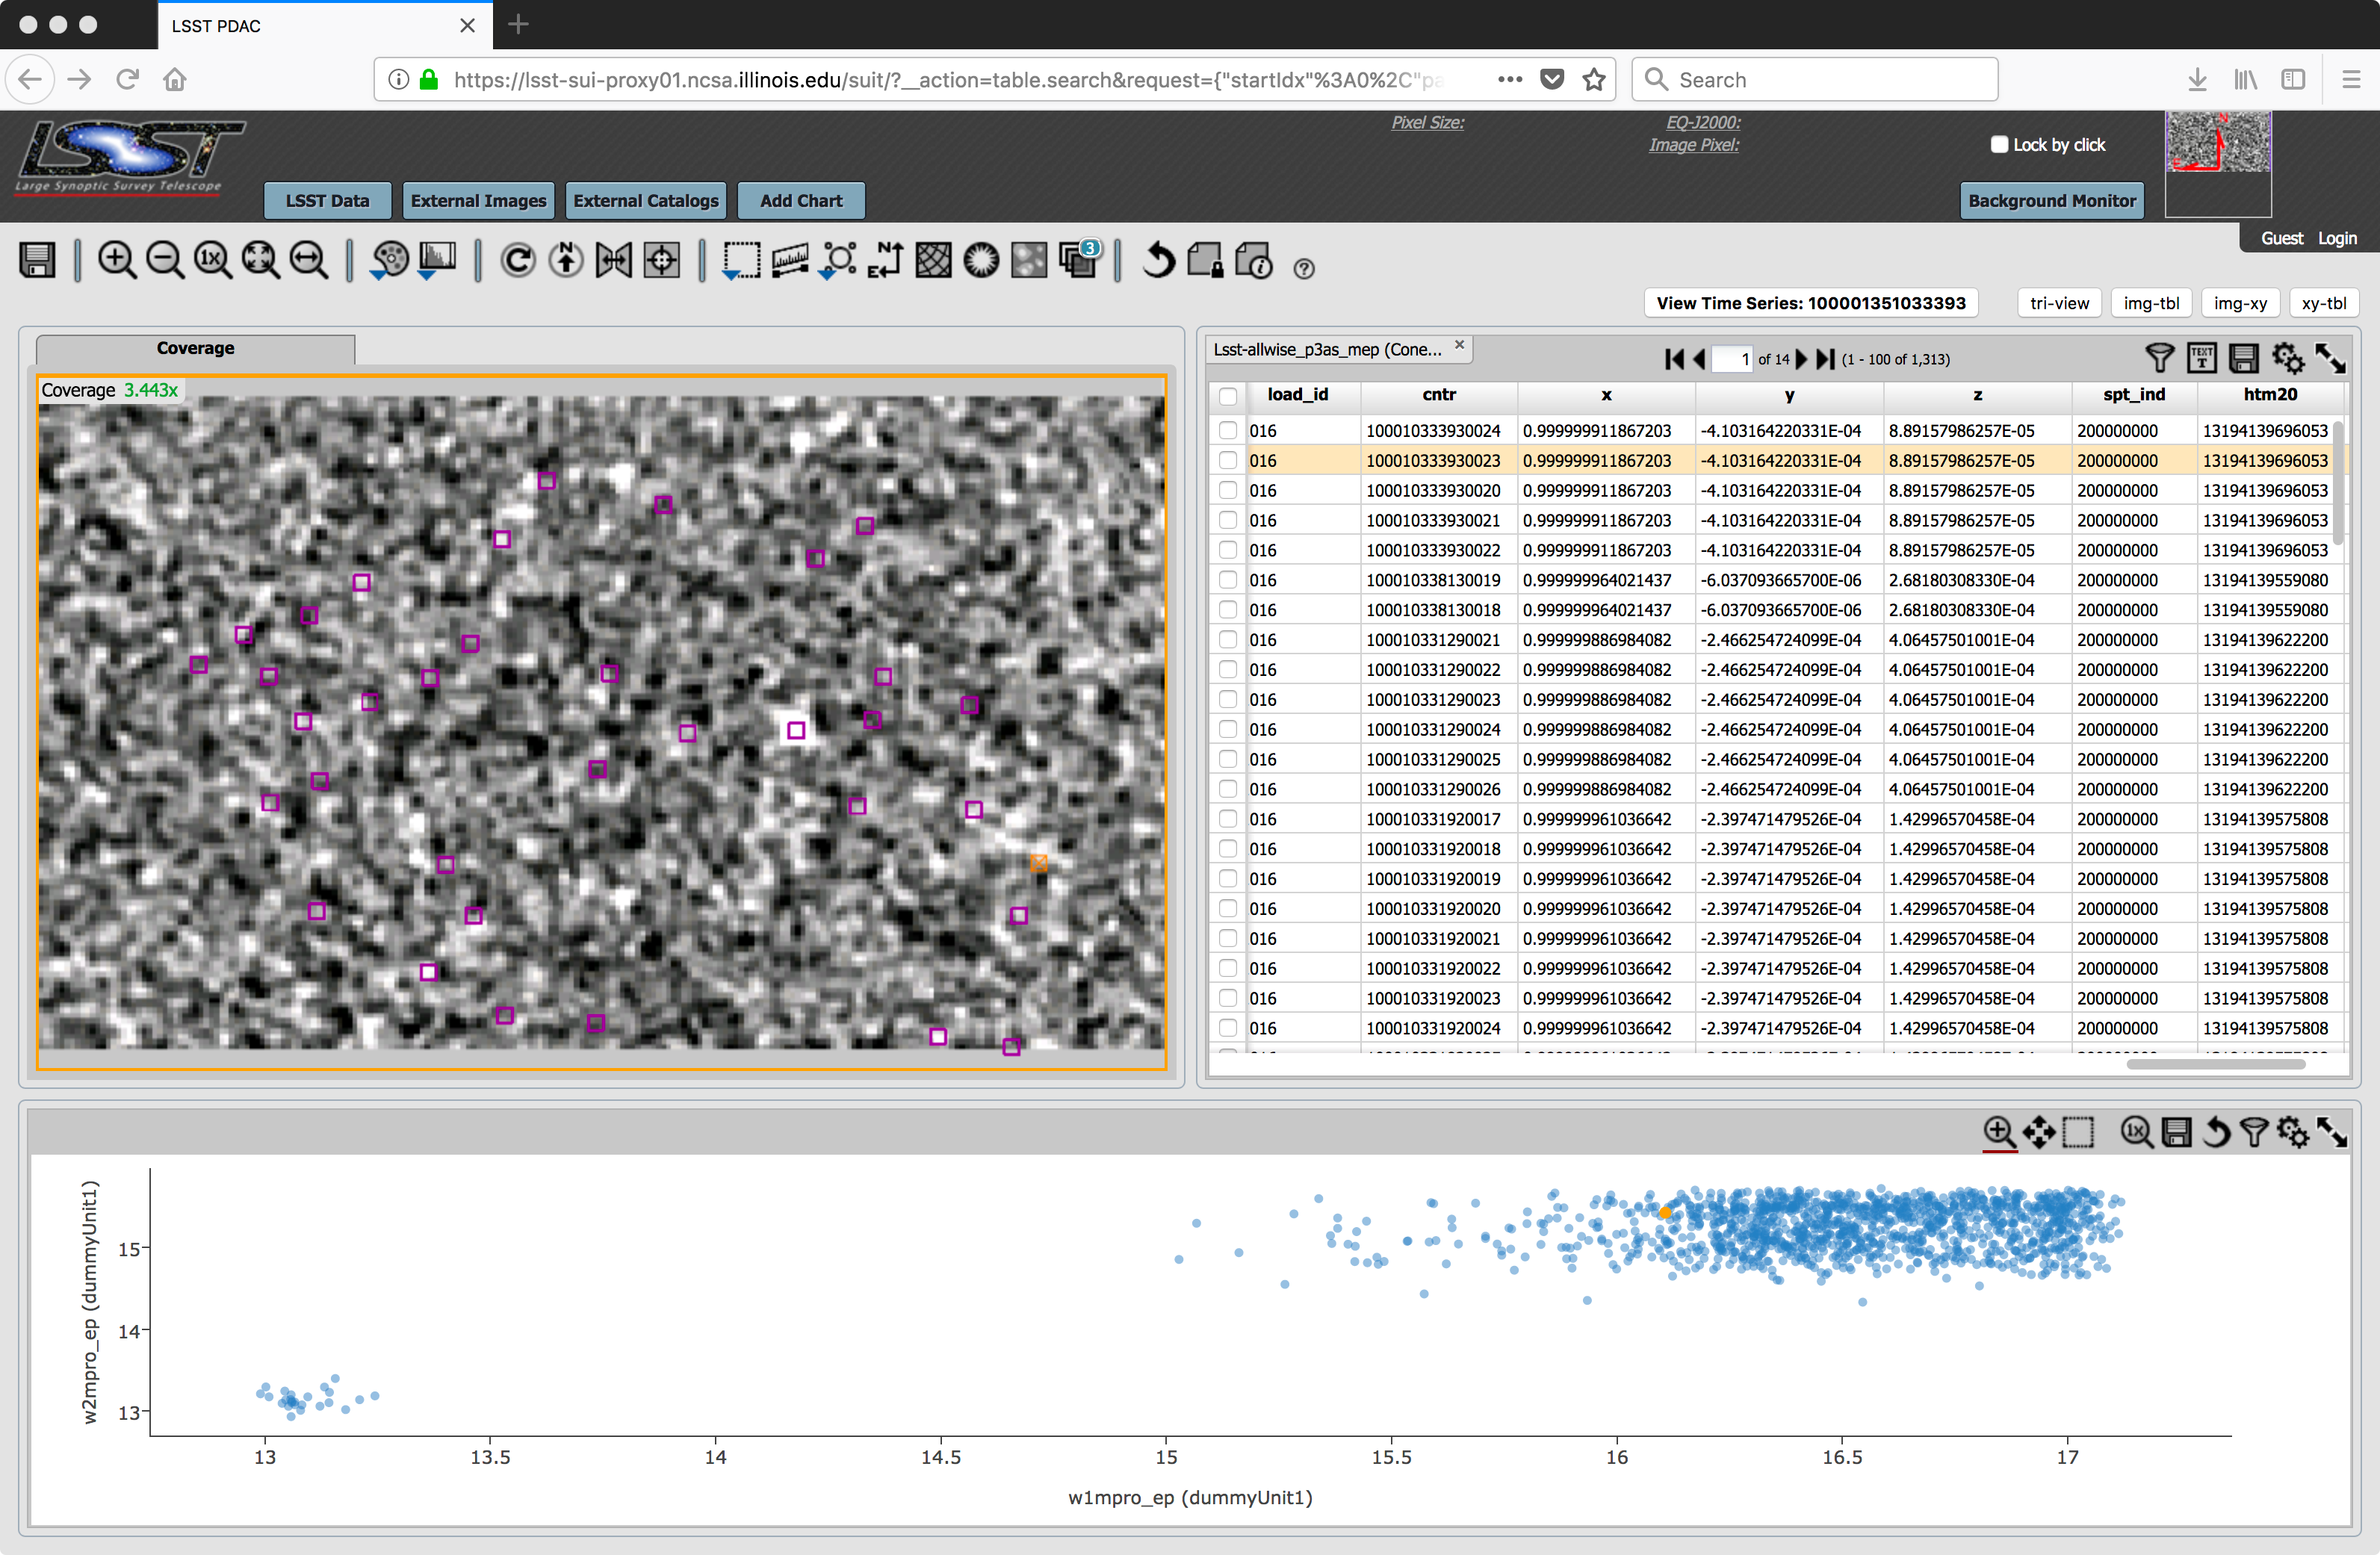 LSST PDAC
https://lsst-sui-proxy01.ncsa.illinois.edu/suit/?__action=table.search&request={"startIdx"%3A0%2C"pa
Search
LSST
Large Synoptic Survey Telescope
Pixel Size:
EQ-J2000:
Image Pixel:
Lock by click
N
E
LSST Data
External Images
External Catalogs
Add Chart
Background Monitor
Guest
Login
1x
N
N
E
3
View Time Series: 100001351033393
tri-view
img-tbl
img-xy
xy-tbl
Coverage
Coverage 3.443x
Lsst-allwise_p3as_mep (Cone...
1 of 14
(1 - 100 of 1,313)
TEXT
T
load_id cntr x y z spt_ind htm20
016 100010333930024 0.999999911867203 -4.103164220331E-04 8.89157986257E-05 200000000 13194139696053
016 100010333930023 0.999999911867203 -4.103164220331E-04 8.89157986257E-05 200000000 13194139696053
016 100010333930020 0.999999911867203 -4.103164220331E-04 8.89157986257E-05 200000000 13194139696053
016 100010333930021 0.999999911867203 -4.103164220331E-04 8.89157986257E-05 200000000 13194139696053
016 100010333930022 0.999999911867203 -4.103164220331E-04 8.89157986257E-05 200000000 13194139696053
016 100010338130019 0.999999964021437 -6.037093665700E-06 2.68180308330E-04 200000000 13194139559080
016 100010338130018 0.999999964021437 -6.037093665700E-06 2.68180308330E-04 200000000 13194139559080
016 100010331290021 0.999999886984082 -2.466254724099E-04 4.06457501001E-04 200000000 13194139622200
016 100010331290022 0.999999886984082 -2.466254724099E-04 4.06457501001E-04 200000000 13194139622200
016 100010331290023 0.999999886984082 -2.466254724099E-04 4.06457501001E-04 200000000 13194139622200
016 100010331290024 0.999999886984082 -2.466254724099E-04 4.06457501001E-04 200000000 13194139622200
016 100010331290025 0.999999886984082 -2.466254724099E-04 4.06457501001E-04 200000000 13194139622200
016 100010331290026 0.999999886984082 -2.466254724099E-04 4.06457501001E-04 200000000 13194139622200
016 100010331920017 0.999999961036642 -2.397471479526E-04 1.42996570458E-04 200000000 13194139575808
016 100010331920018 0.999999961036642 -2.397471479526E-04 1.42996570458E-04 200000000 13194139575808
016 100010331920019 0.999999961036642 -2.397471479526E-04 1.42996570458E-04 200000000 13194139575808
016 100010331920020 0.999999961036642 -2.397471479526E-04 1.42996570458E-04 200000000 13194139575808
016 100010331920021 0.999999961036642 -2.397471479526E-04 1.42996570458E-04 200000000 13194139575808
016 100010331920022 0.999999961036642 -2.397471479526E-04 1.42996570458E-04 200000000 13194139575808
016 100010331920023 0.999999961036642 -2.397471479526E-04 1.42996570458E-04 200000000 13194139575808
016 100010331920024 0.999999961036642 -2.397471479526E-04 1.42996570458E-04 200000000 13194139575808
1x
w2mpro_ep (dummyUnit1)
15
14
13
13 13.5 14 14.5 15 15.5 16 16.5 17
w1mpro_ep (dummyUnit1)